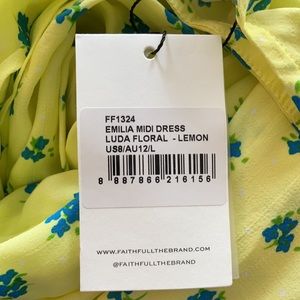 FF1324
EMILIA MIDI DRESS
LUDA FLORAL - LEMON
US8/AU12/L
8 887866 216156
WWW.FAITHFULLTHEBRAND.COM
@FAITHFULLTHEBRAND